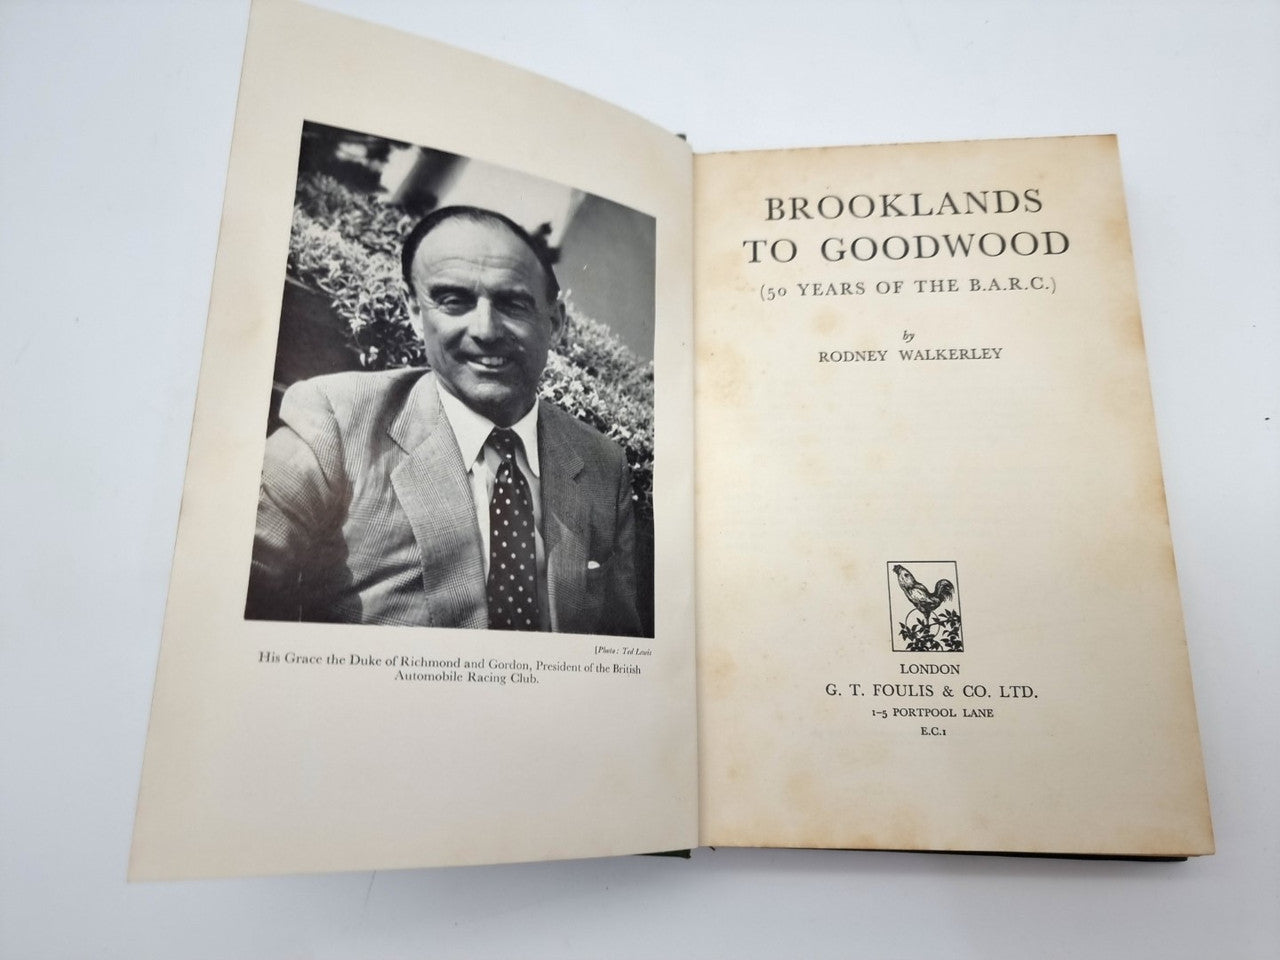 [Photo: Ted Lewis
His Grace the Duke of Richmond and Gordon, President of the British
Automobile Racing Club.
BROOKLANDS
TO GOODWOOD
(50 YEARS OF THE B.A.R.C.)
by
RODNEY WALKERLEY
LONDON
G. T. FOULIS & CO. LTD.
1-5 PORTPOOL LANE
E.C.1